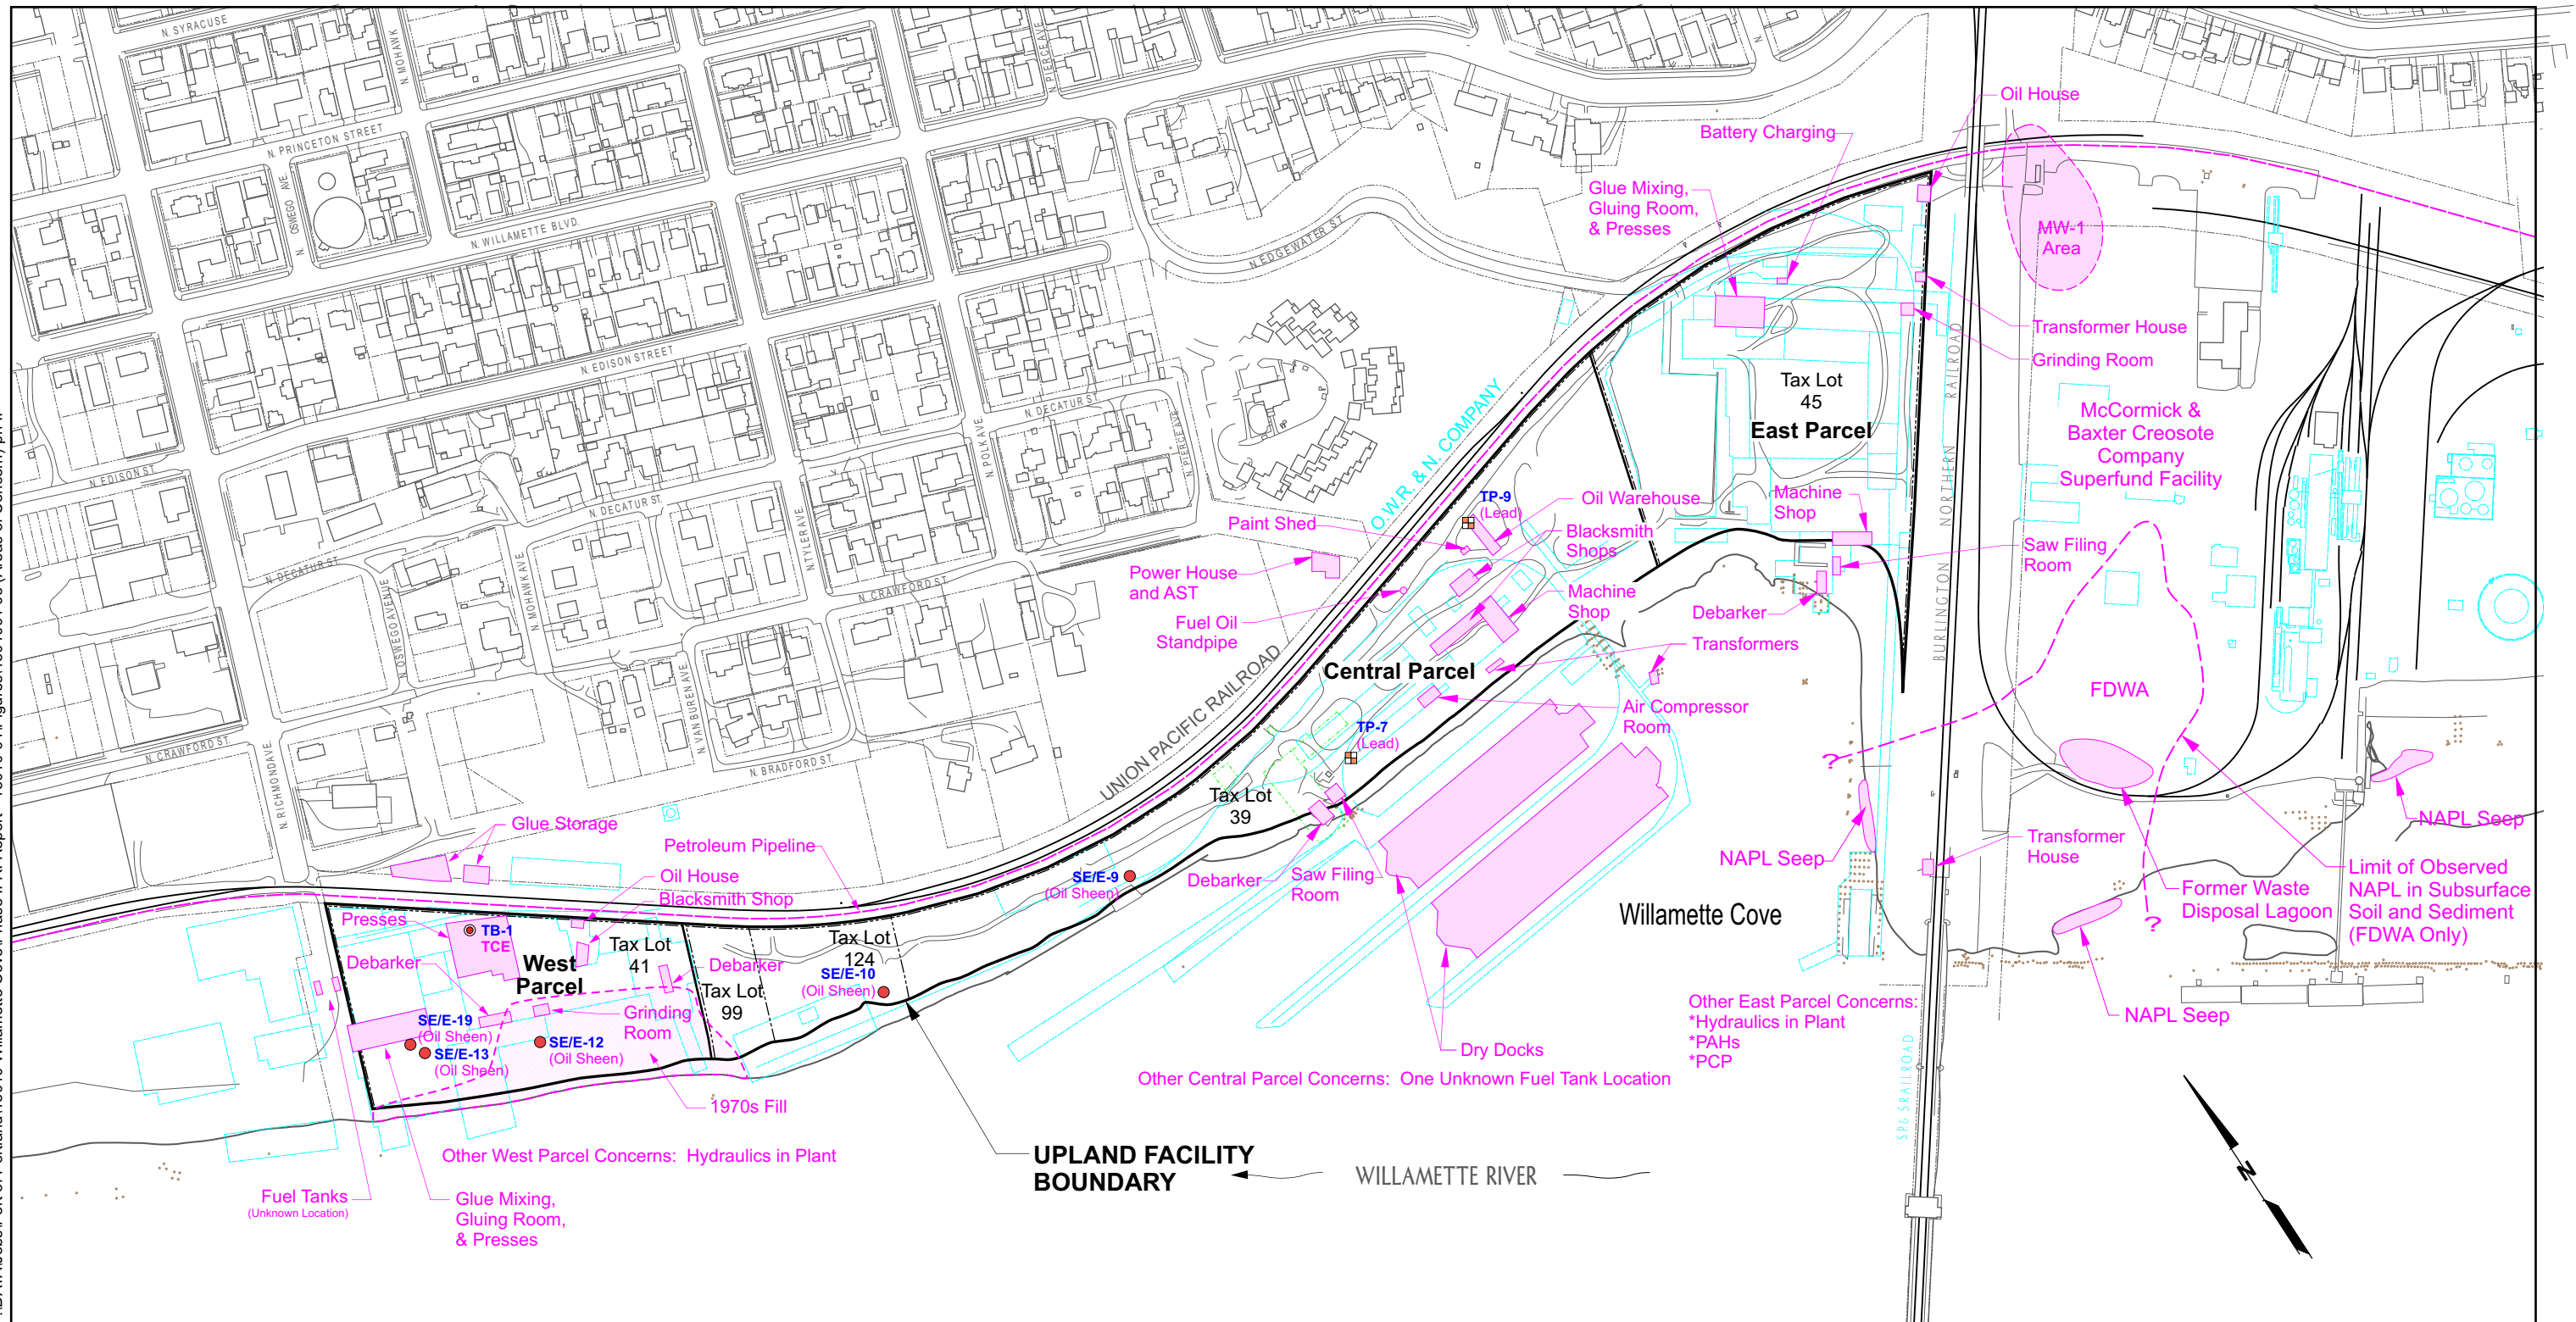 N. SYRACUSE
N. MOHAWK
N. PIERCE AVE.
N.
N. PRINCETON STREET
N. OSWEGO AVE.
N. WILLAMETTE BLVD.
N. EDISON STREET
N. EDGEWATER ST.
N. EDISON ST.
N. DECATUR ST.
N. DECATUR ST.
N. DECATUR ST.
N. POLK AVE.
N. PIERCE AVE.
N. TYLER AVE.
N. CRAWFORD ST.
N. OSWEGO AVENUE
N. MOHAWK AVE
N. VAN BUREN AVE.
N. BRADFORD ST.
N. CRAWFORD ST.
N. RICHMOND AVE.
UNION PACIFIC RAILROAD
O.W.R. & N. COMPANY
BURLINGTON NORTHERN RAILROAD
S.P.& S RAILROAD
Oil House
Battery Charging
Glue Mixing,
Gluing Room,
& Presses
MW-1
Area
Transformer House
Grinding Room
Tax Lot
45
East Parcel
McCormick &
Baxter Creosote
Company
Superfund Facility
TP-9
(Lead)
Oil Warehouse
Machine
Shop
Paint Shed
Blacksmith
Shops
Saw Filing
Room
Power House
and AST
Machine
Shop
Debarker
Fuel Oil
Standpipe
Transformers
Central Parcel
FDWA
Air Compressor
Room
TP-7
(Lead)
?
Tax Lot
39
NAPL Seep
Glue Storage
Petroleum Pipeline
Transformer
House
NAPL Seep
Oil House
SE/E-9
(Oil Sheen)
Debarker
Saw Filing
Room
Limit of Observed
NAPL in Subsurface
Soil and Sediment
(FDWA Only)
Former Waste
Disposal Lagoon
?
Blacksmith Shop
Presses
TB-1
TCE
Willamette Cove
Tax Lot
41
Tax Lot
124
Debarker
West
Parcel
Debarker
SE/E-10
(Oil Sheen)
Tax Lot
99
Grinding
Room
SE/E-19
(Oil Sheen)
SE/E-13
(Oil Sheen)
SE/E-12
(Oil Sheen)
Other East Parcel Concerns:
*Hydraulics in Plant
*PAHs
*PCP
NAPL Seep
Dry Docks
Other Central Parcel Concerns: One Unknown Fuel Tank Location
1970s Fill
Other West Parcel Concerns: Hydraulics in Plant
UPLAND FACILITY
BOUNDARY
WILLAMETTE RIVER
N
Fuel Tanks
(Unknown Location)
Glue Mixing,
Gluing Room,
& Presses